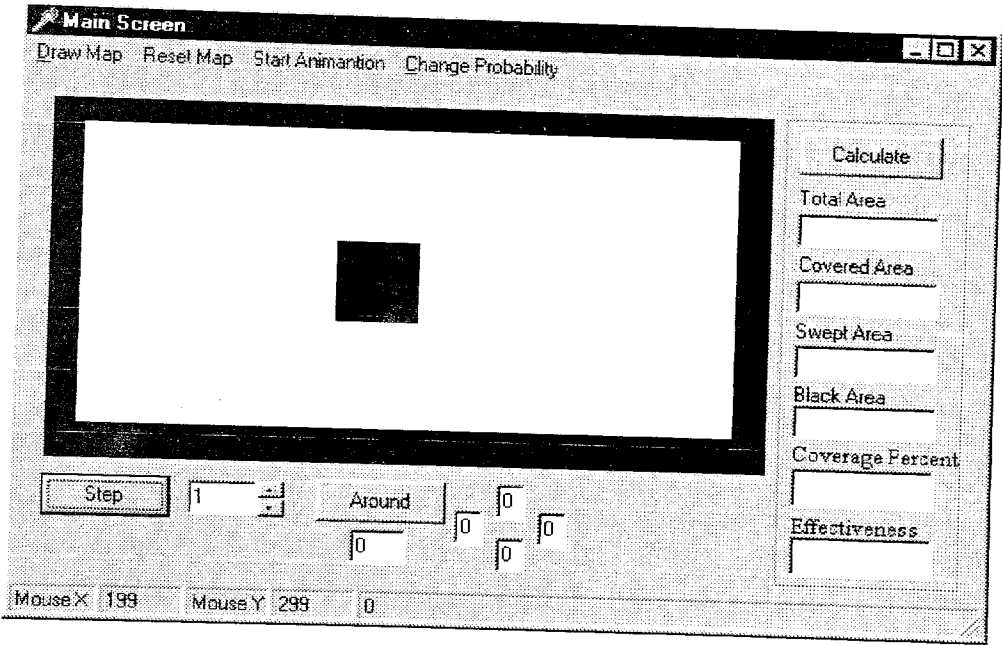 Main Screen
Draw Map Reset Map Start Animantion Change Probability
Calculate
Total Area
Covered Area
Swept Area
Black Area
Coverage Percent
Effectiveness
Step 1 Around 0 0 0 0 0
Mouse X 199 Mouse Y 299 0